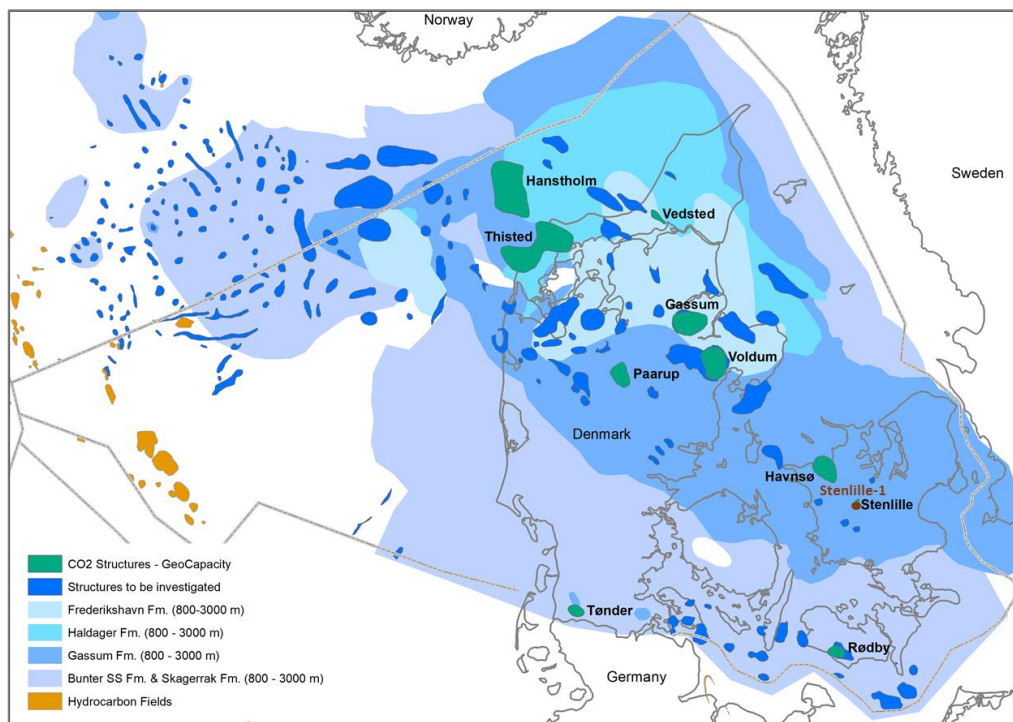 Norway
Sweden
Hanstholm
Vedsted
Thisted
Gassum
Voldum
Paarup
Denmark
Havnsø
Stenlille-1
Stenlille
CO2 Structures - GeoCapacity
Structures to be investigated
Frederikshavn Fm. (800-3000 m)
Haldager Fm. (800 - 3000 m)
Gassum Fm. (800 - 3000 m)
Bunter SS Fm. & Skagerrak Fm. (800 - 3000 m)
Hydrocarbon Fields
Tønder
Rødby
Germany